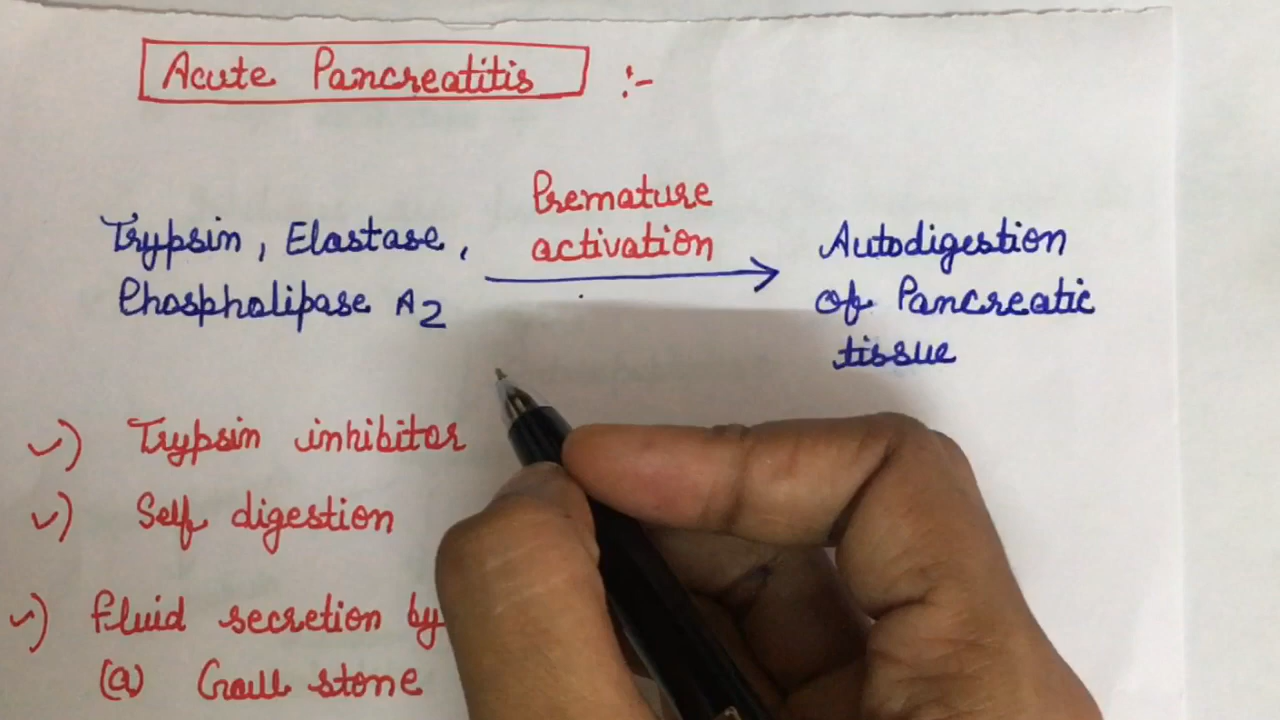 Acute Pancreatitis :-
Premature
activation
Trypsin, Elastase,
Phospholipase A2
Autodigestion
of Pancreatic
tissue
✓) Trypsin inhibitor
✓) Self digestion
✓) Fluid secretion by
(a) Gall stone